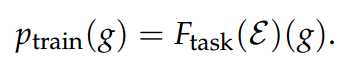 p_train(g) = F_task(ℰ)(g).